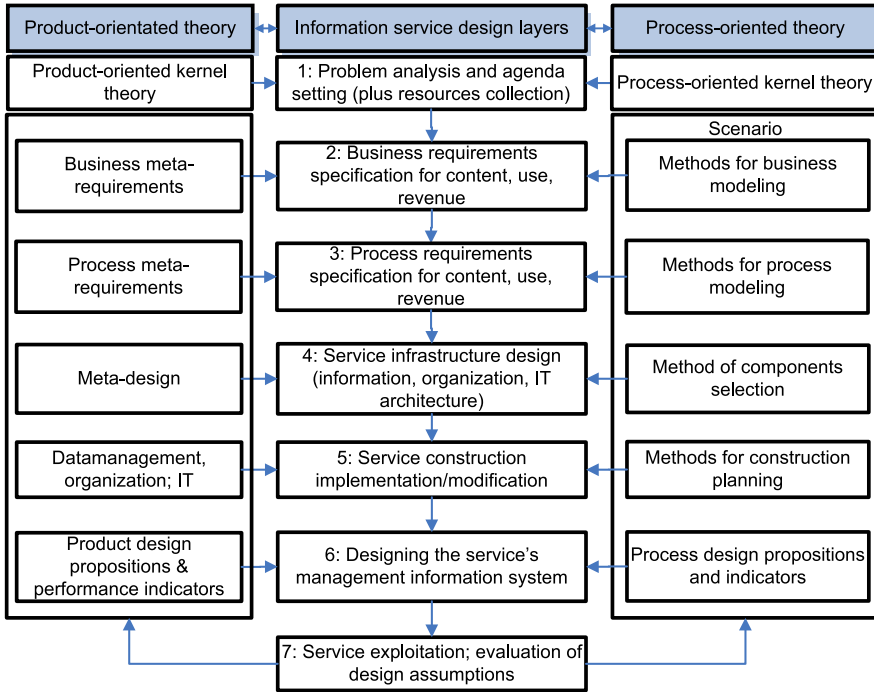 Product-orientated theory
Information service design layers
Process-oriented theory
Product-oriented kernel
theory
1: Problem analysis and agenda
setting (plus resources collection)
Process-oriented kernel theory
Scenario
Business meta-
requirements
2: Business requirements
specification for content, use,
revenue
Methods for business
modeling
Process meta-
requirements
3: Process requirements
specification for content, use,
revenue
Methods for process
modeling
Meta-design
4: Service infrastructure design
(information, organization, IT
architecture)
Method of components
selection
Datamanagement,
organization; IT
5: Service construction
implementation/modification
Methods for construction
planning
Product design
propositions &
performance indicators
6: Designing the service’s
management information system
Process design propositions
and indicators
7: Service exploitation; evaluation of
design assumptions